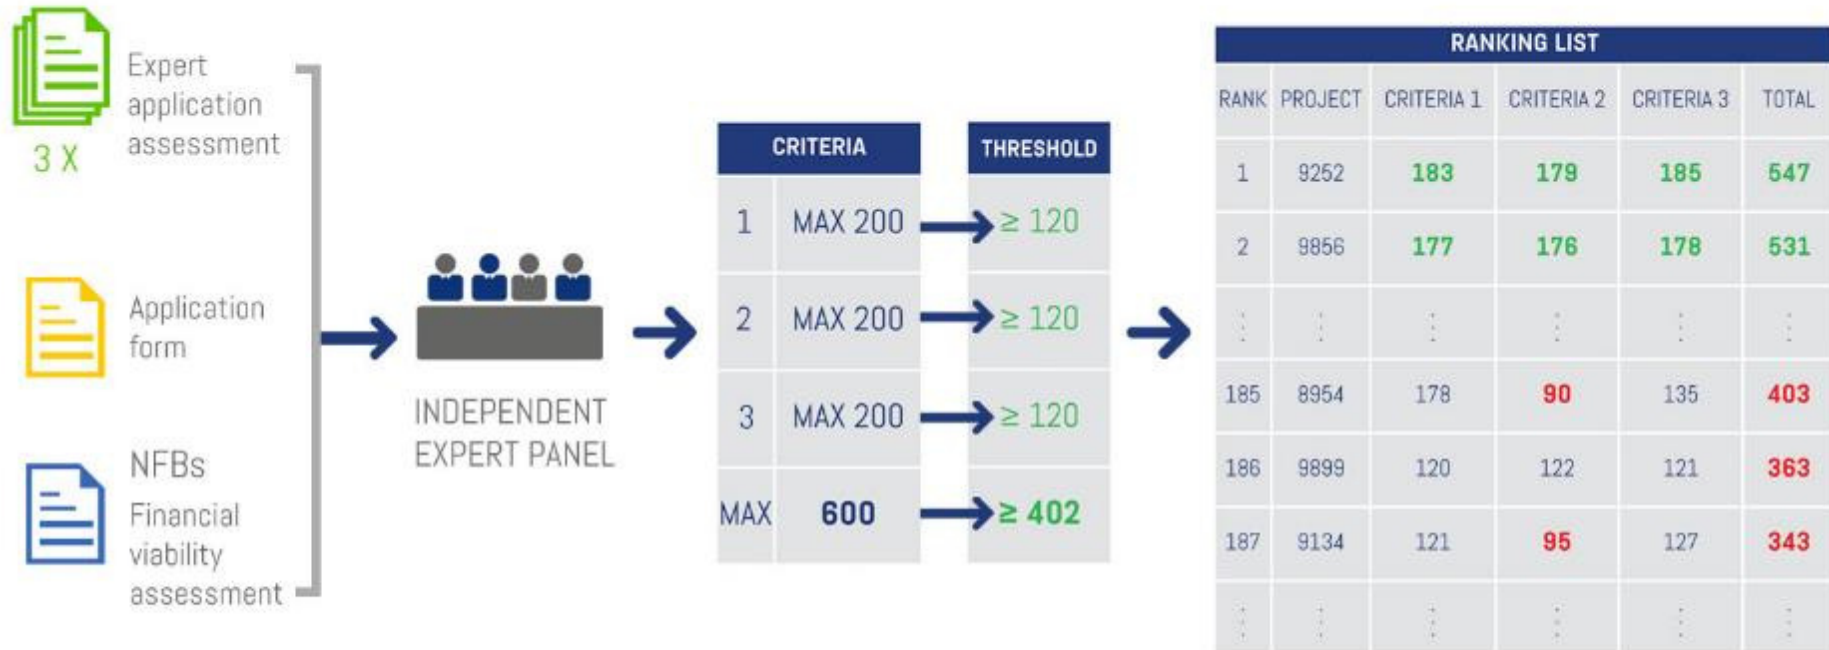 Expert
application
assessment
3 X
Application
form
NFBs
Financial
viability
assessment
INDEPENDENT
EXPERT PANEL
CRITERIA THRESHOLD
1 MAX 200 ≥ 120
2 MAX 200 ≥ 120
3 MAX 200 ≥ 120
MAX 600 ≥ 402
RANKING LIST
RANK PROJECT CRITERIA 1 CRITERIA 2 CRITERIA 3 TOTAL
1 9252 183 179 185 547
2 9856 177 176 178 531
⋮ ⋮ ⋮ ⋮ ⋮ ⋮
185 8954 178 90 135 403
186 9899 120 122 121 363
187 9134 121 95 127 343
⋮ ⋮ ⋮ ⋮ ⋮ ⋮